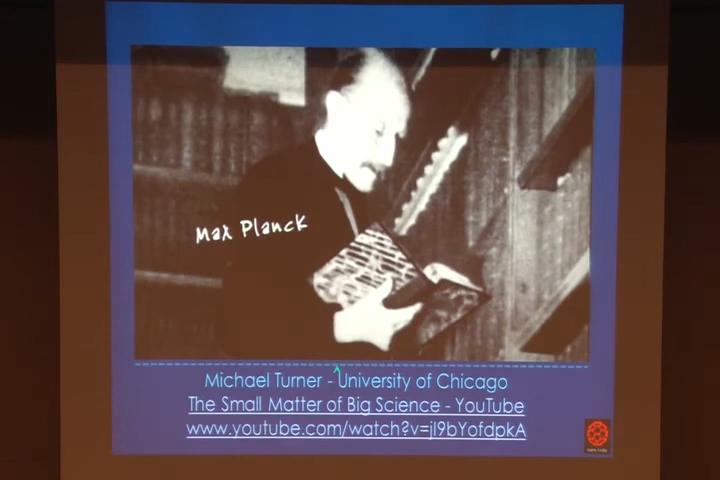 Max Planck
Michael Turner - University of Chicago
The Small Matter of Big Science - YouTube
www.youtube.com/watch?v=jI9bYofdpkA